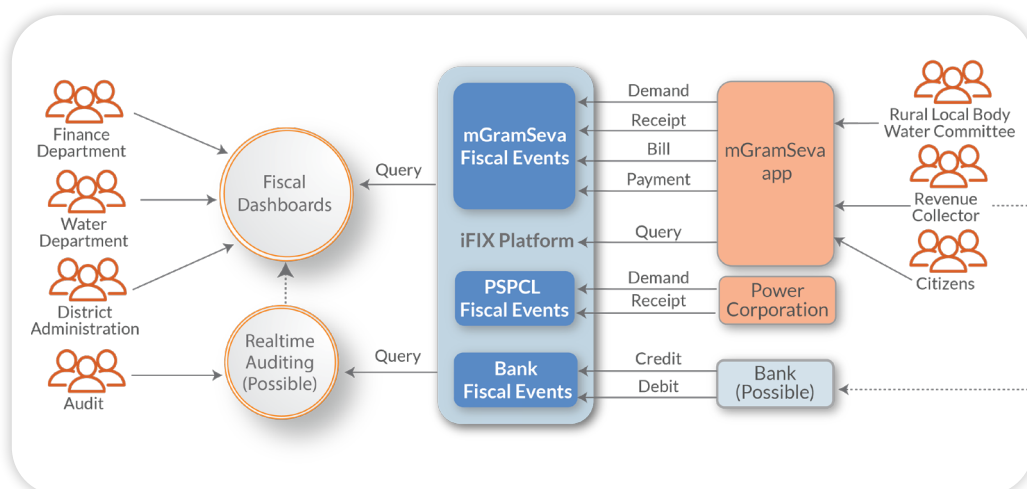 Finance
Department
Water
Department
District
Administration
Audit
Fiscal
Dashboards
Realtime
Auditing
(Possible)
Query
Query
mGramSeva
Fiscal Events
iFIX Platform
PSPCL
Fiscal Events
Bank
Fiscal Events
Demand
Receipt
Bill
Payment
Query
Demand
Receipt
Credit
Debit
mGramSeva
app
Power
Corporation
Bank
(Possible)
Rural Local Body
Water Committee
Revenue
Collector
Citizens